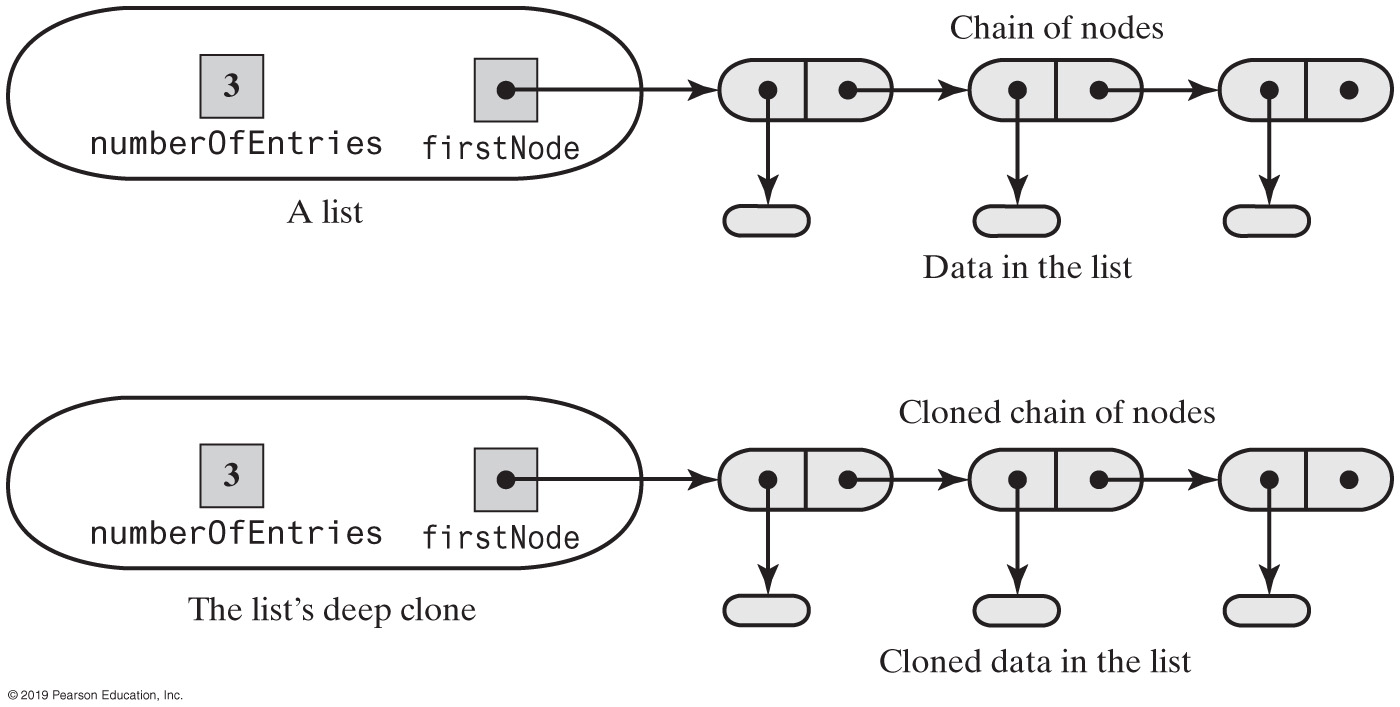 Chain of nodes
3
numberOfEntries
firstNode
A list
Data in the list
Cloned chain of nodes
3
numberOfEntries
firstNode
The list’s deep clone
Cloned data in the list
© 2019 Pearson Education, Inc.